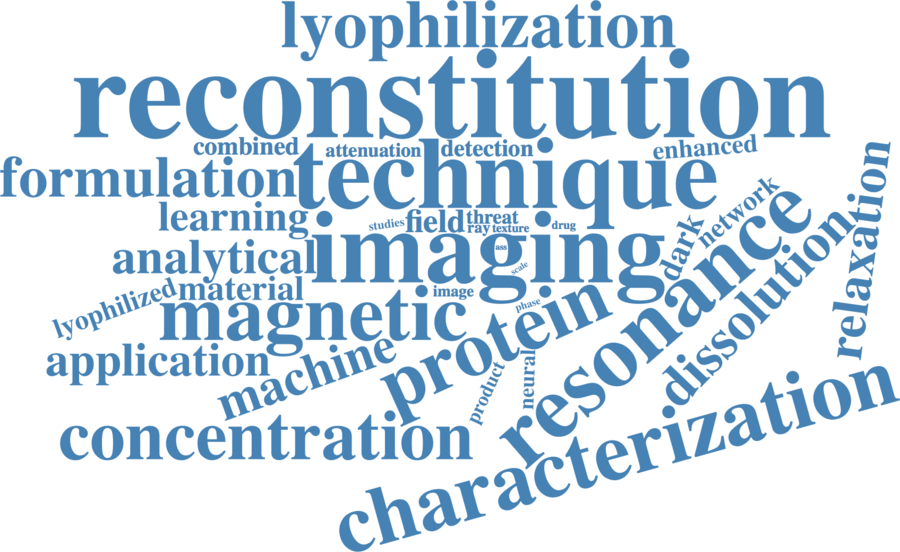 lyophilization
reconstitution
combined
attenuation
detection
enhanced
formulation
technique
learning
studies
field
threat
ray
texture
drug
dark
network
relaxation
analytical
imaging
ass
scale
resonance
dissolution
lyophilized
material
image
phase
magnetic
protein
application
machine
product
neural
concentration
characterization